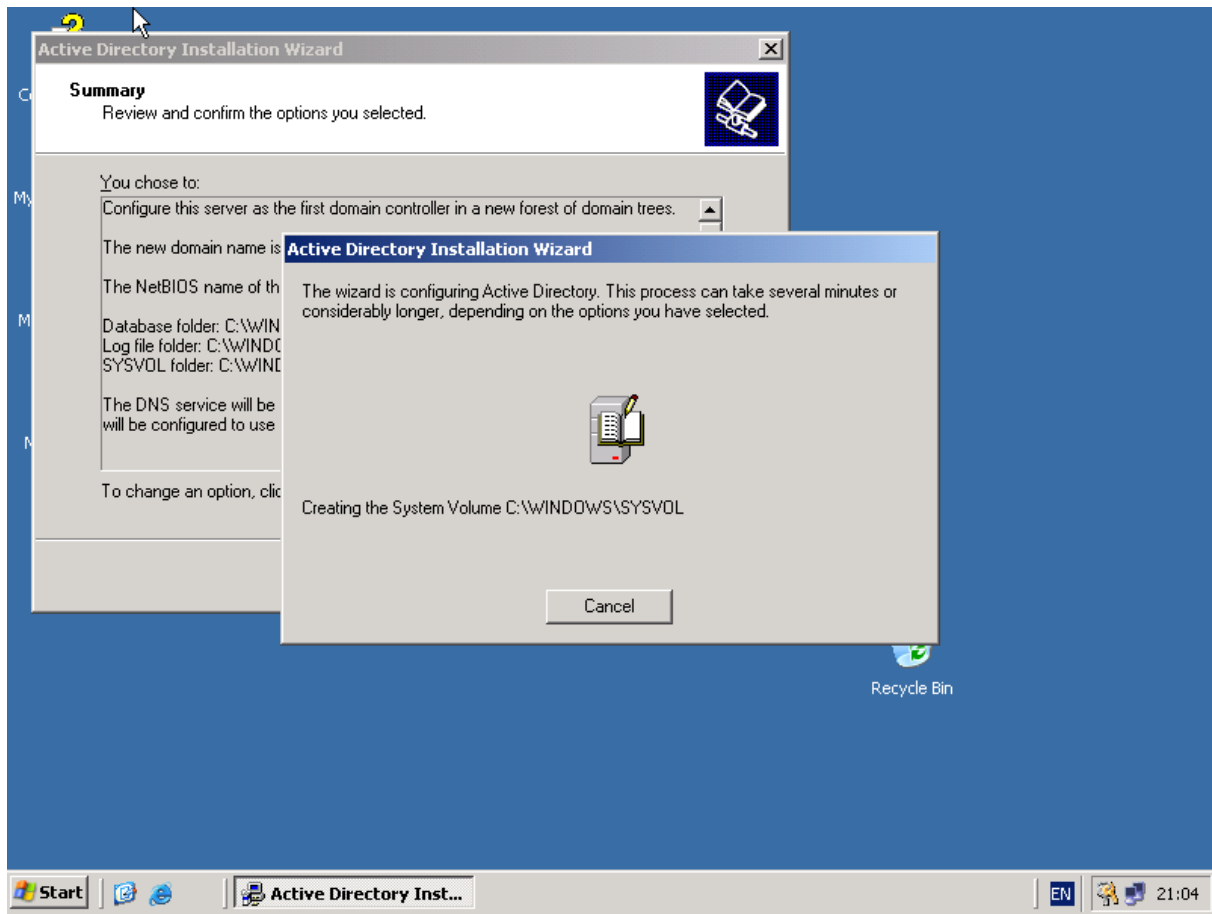 Active Directory Installation Wizard
Summary
Review and confirm the options you selected.
You chose to:
Configure this server as the first domain controller in a new forest of domain trees.
The new domain name is
The NetBIOS name of th
Database folder: C:\WIN
Log file folder: C:\WINDO
SYSVOL folder: C:\WIND
The DNS service will be
will be configured to use
To change an option, clic
Active Directory Installation Wizard
The wizard is configuring Active Directory. This process can take several minutes or
considerably longer, depending on the options you have selected.
Creating the System Volume C:\WINDOWS\SYSVOL
Cancel
My
M
Recycle Bin
Start
Active Directory Inst...
EN
21:04